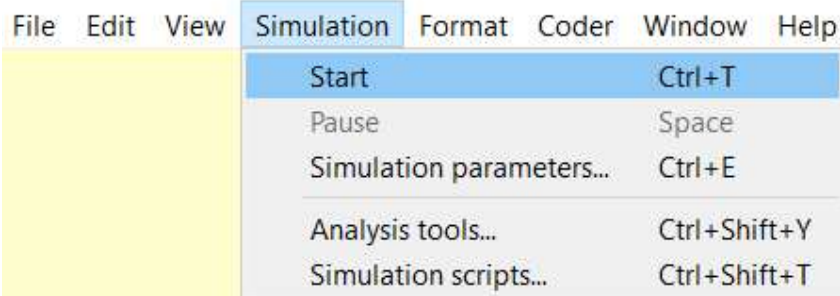 File Edit View Simulation Format Coder Window Help
Start Ctrl+T
Pause Space
Simulation parameters... Ctrl+E
Analysis tools... Ctrl+Shift+Y
Simulation scripts... Ctrl+Shift+T